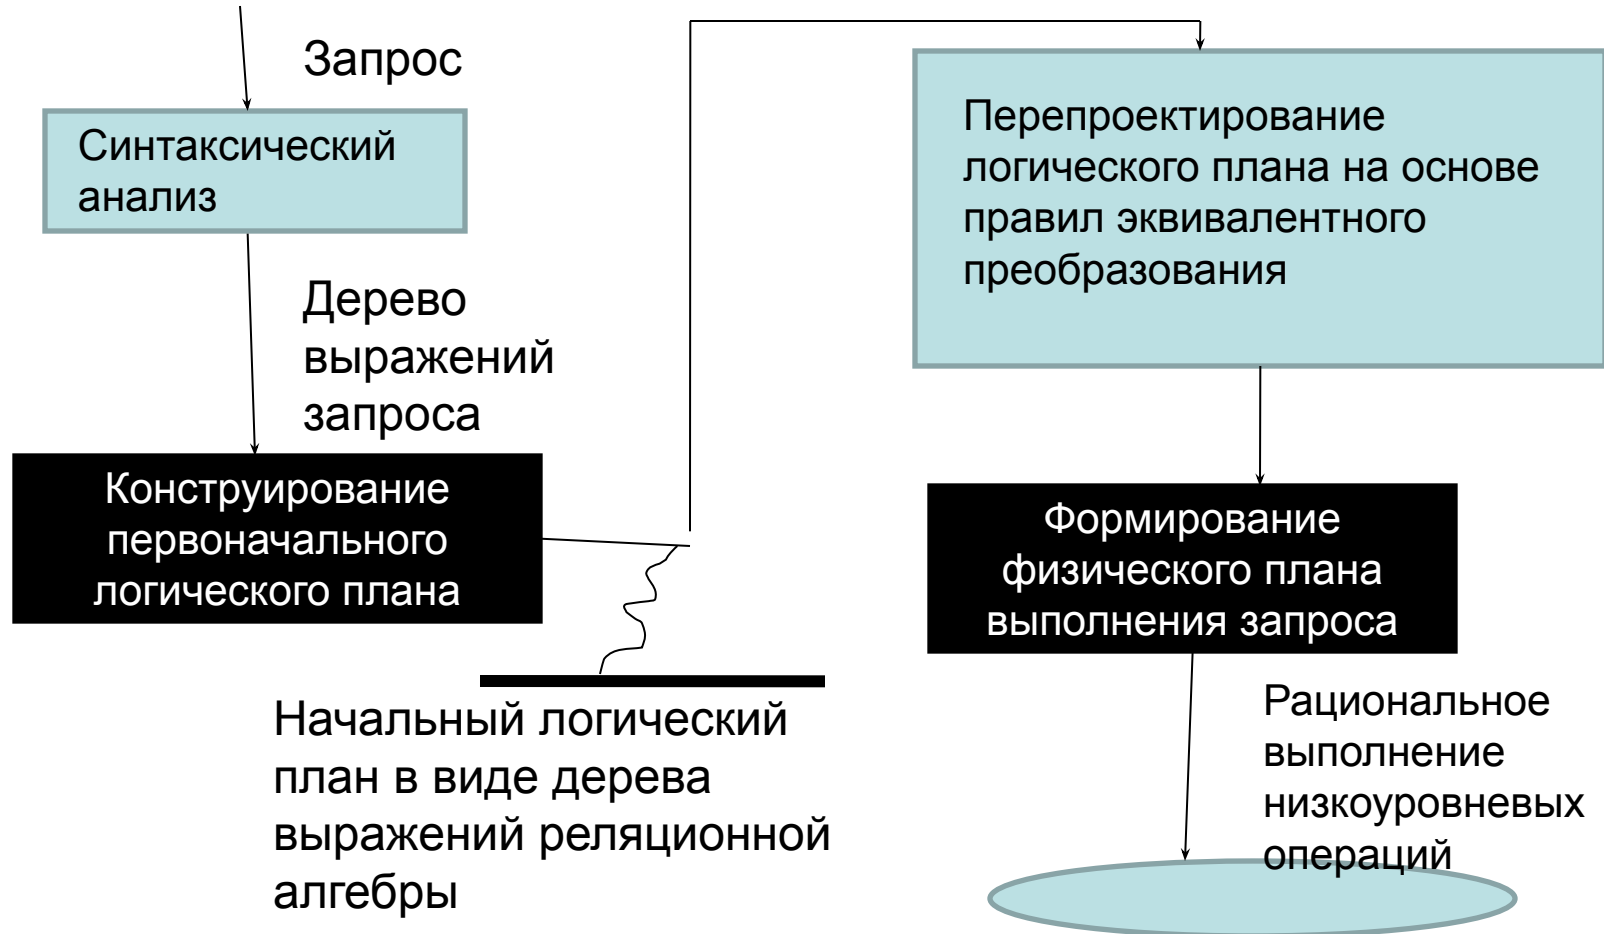 Запрос
Синтаксический
анализ
Дерево
выражений
запроса
Конструирование
первоначального
логического плана
Начальный логический
план в виде дерева
выражений реляционной
алгебры
Перепроектирование
логического плана на основе
правил эквивалентного
преобразования
Формирование
физического плана
выполнения запроса
Рациональное
выполнение
низкоуровневых
операций